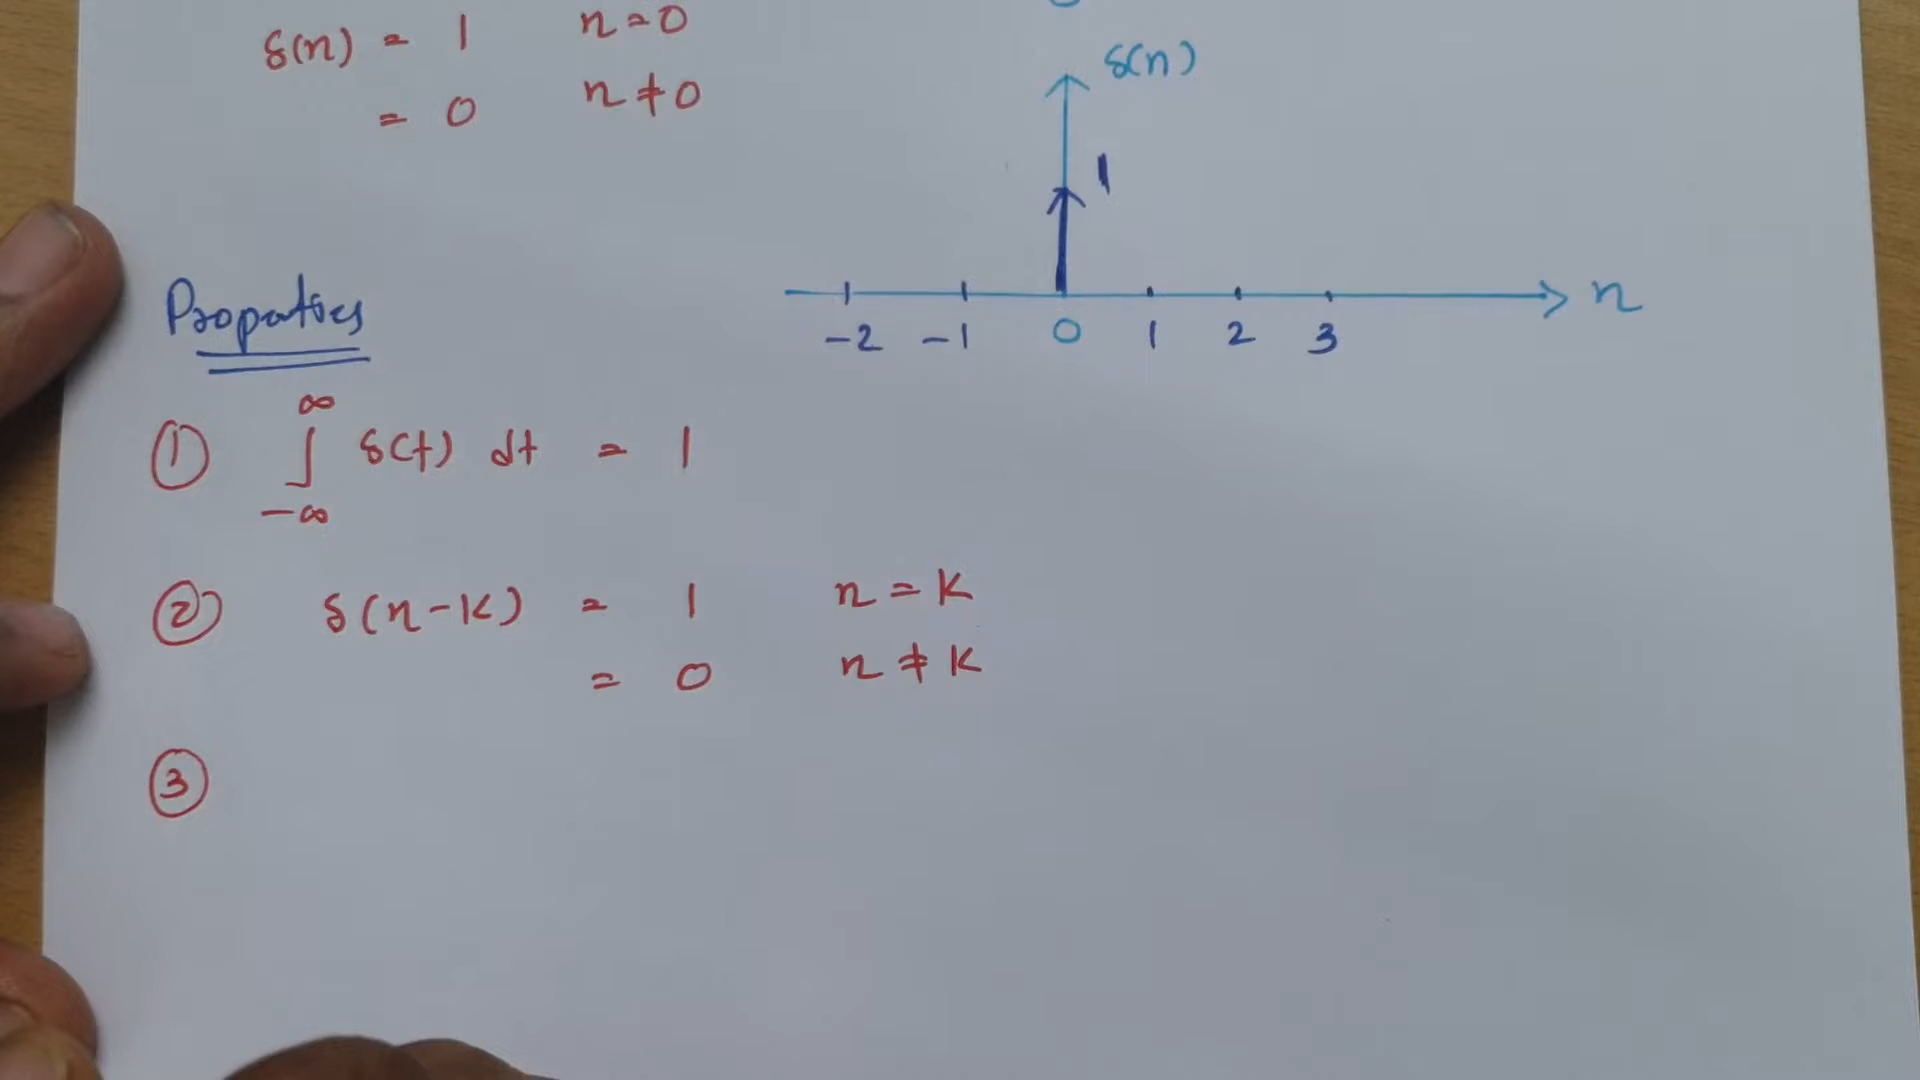 δ(n) = 1 n=0
= 0 n≠0
δ(n)
1
-2 -1 0 1 2 3 n
Properties
① ∫_{-∞}^{∞} δ(t) dt = 1
② δ(n-K) = 1 n=K
= 0 n≠K
③